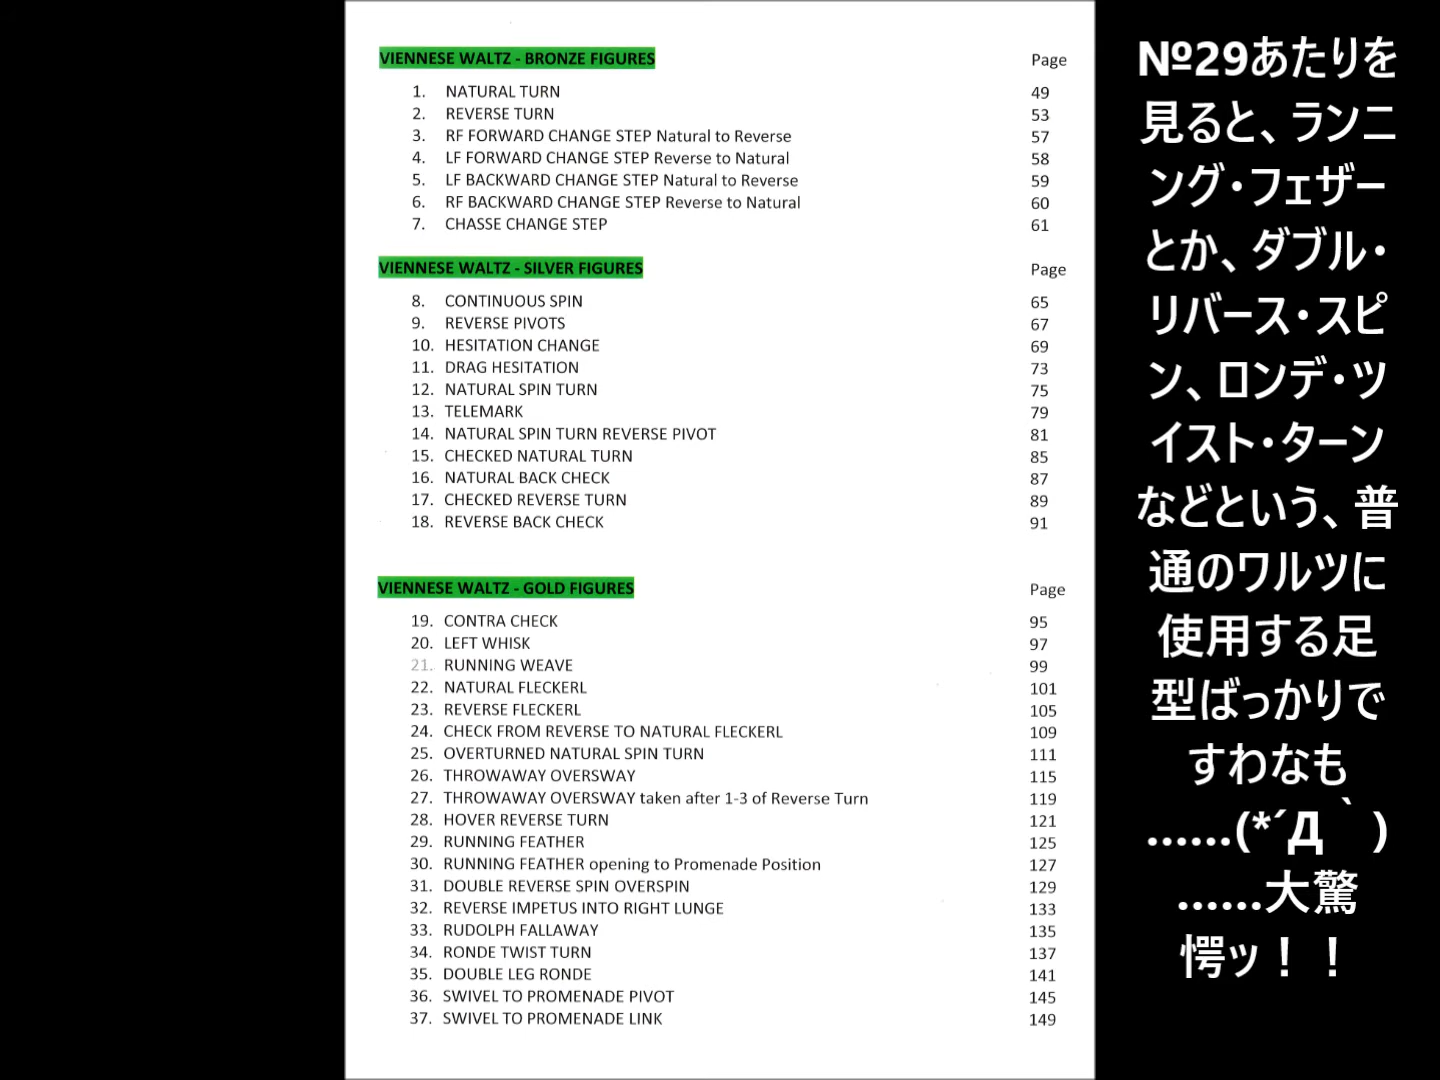 VIENNESE WALTZ - BRONZE FIGURES Page
1. NATURAL TURN 49
2. REVERSE TURN 53
3. RF FORWARD CHANGE STEP Natural to Reverse 57
4. LF FORWARD CHANGE STEP Reverse to Natural 58
5. LF BACKWARD CHANGE STEP Natural to Reverse 59
6. RF BACKWARD CHANGE STEP Reverse to Natural 60
7. CHASSE CHANGE STEP 61
VIENNESE WALTZ - SILVER FIGURES Page
8. CONTINUOUS SPIN 65
9. REVERSE PIVOTS 67
10. HESITATION CHANGE 69
11. DRAG HESITATION 73
12. NATURAL SPIN TURN 75
13. TELEMARK 79
14. NATURAL SPIN TURN REVERSE PIVOT 81
15. CHECKED NATURAL TURN 85
16. NATURAL BACK CHECK 87
17. CHECKED REVERSE TURN 89
18. REVERSE BACK CHECK 91
VIENNESE WALTZ - GOLD FIGURES Page
19. CONTRA CHECK 95
20. LEFT WHISK 97
21. RUNNING WEAVE 99
22. NATURAL FLECKERL 101
23. REVERSE FLECKERL 105
24. CHECK FROM REVERSE TO NATURAL FLECKERL 109
25. OVERTURNED NATURAL SPIN TURN 111
26. THROWAWAY OVERSWAY 115
27. THROWAWAY OVERSWAY taken after 1-3 of Reverse Turn 119
28. HOVER REVERSE TURN 121
29. RUNNING FEATHER 125
30. RUNNING FEATHER opening to Promenade Position 127
31. DOUBLE REVERSE SPIN OVERSPIN 129
32. REVERSE IMPETUS INTO RIGHT LUNGE 133
33. RUDOLPH FALLAWAY 135
34. RONDE TWIST TURN 137
35. DOUBLE LEG RONDE 141
36. SWIVEL TO PROMENADE PIVOT 145
37. SWIVEL TO PROMENADE LINK 149
№29あたりを
見ると、ランニ
ング・フェザー
とか、ダブル・
リバース・スピ
ン、ロンデ・ツ
イスト・ターン
などという、普
通のワルツに
使用する足
型ばっかりで
すわなも
……(*´Д｀)
……大驚
愕ッ！！